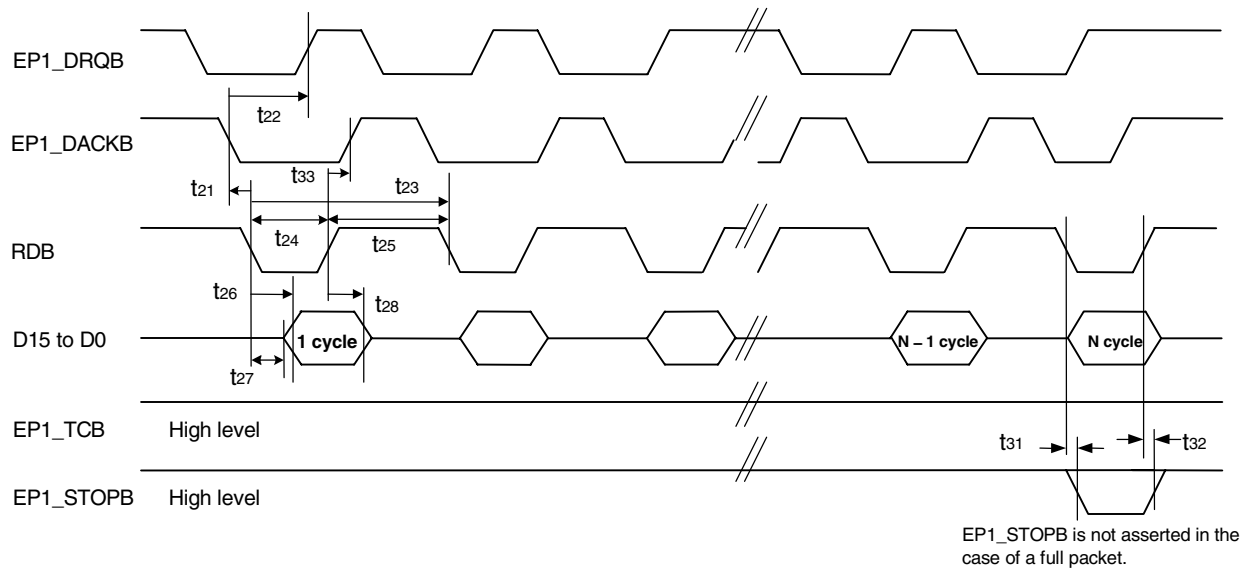 EP1_DRQB
t22
EP1_DACKB
t21
t33
t23
t24
t25
RDB
t26
t28
D15 to D0
1 cycle
N – 1 cycle
N cycle
t27
EP1_TCB High level
t31
t32
EP1_STOPB High level
EP1_STOPB is not asserted in the
case of a full packet.